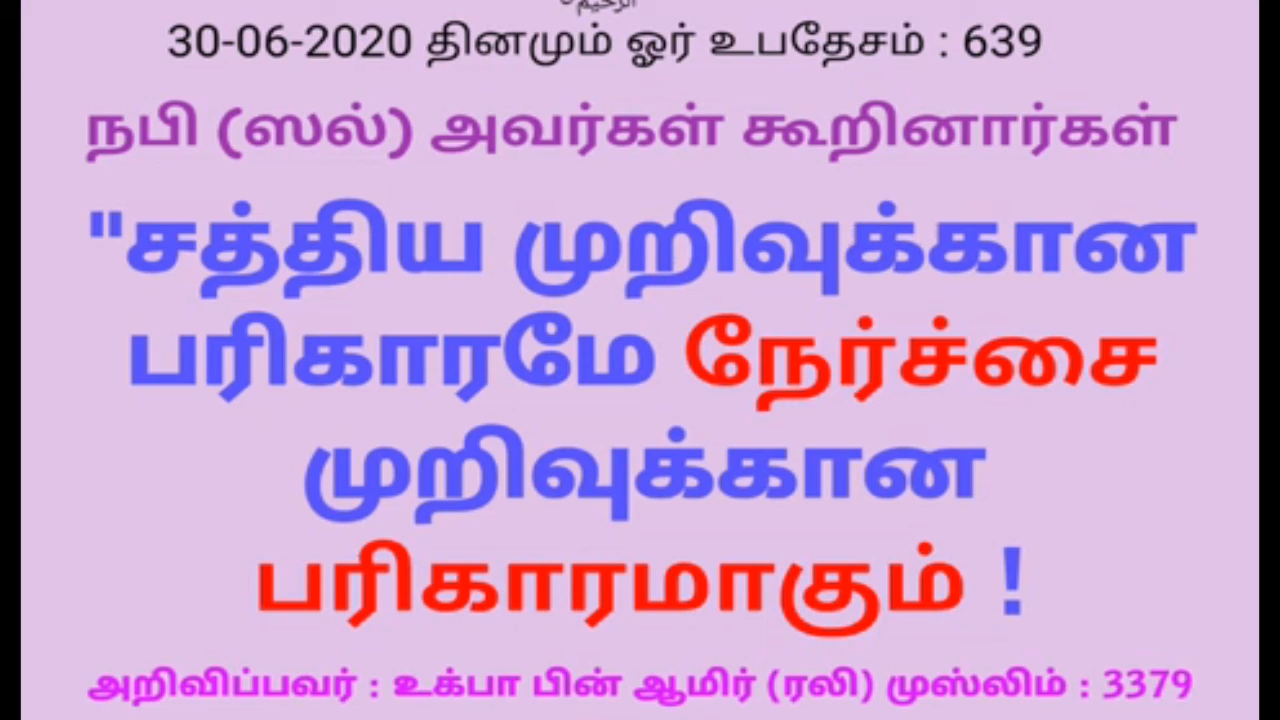 الرحيم
30-06-2020 தினமும் ஓர் உபதேசம் : 639
நபி (ஸல்) அவர்கள் கூறினார்கள்
"சத்திய முறிவுக்கான
பரிகாரமே நேர்ச்சை
முறிவுக்கான
பரிகாரமாகும் !
அறிவிப்பவர் : உக்பா பின் ஆமிர் (ரலி) முஸ்லிம் : 3379